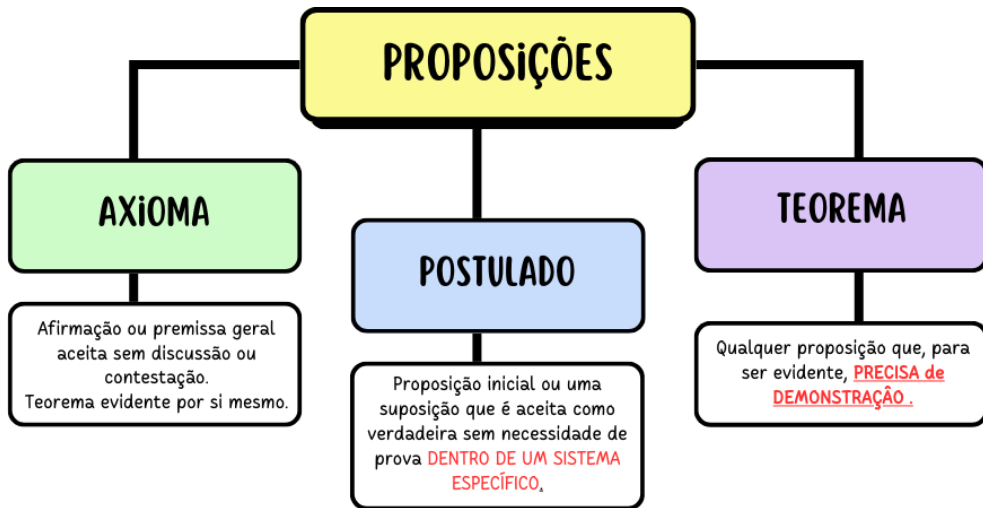 PROPOSIÇÕES
AXIOMA
Afirmação ou premissa geral
aceita sem discussão ou
contestação.
Teorema evidente por si mesmo.
POSTULADO
Proposição inicial ou uma
suposição que é aceita como
verdadeira sem necessidade de
prova DENTRO DE UM SISTEMA
ESPECÍFICO.
TEOREMA
Qualquer proposição que, para
ser evidente, PRECISA de
DEMONSTRAÇÃO .